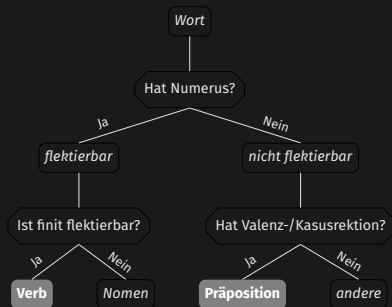 Wort
Hat Numerus?
Ja
Nein
flektierbar
nicht flektierbar
Ist finit flektierbar?
Hat Valenz-/Kasusrektion?
Ja
Nein
Ja
Nein
Verb
Nomen
Präposition
andere